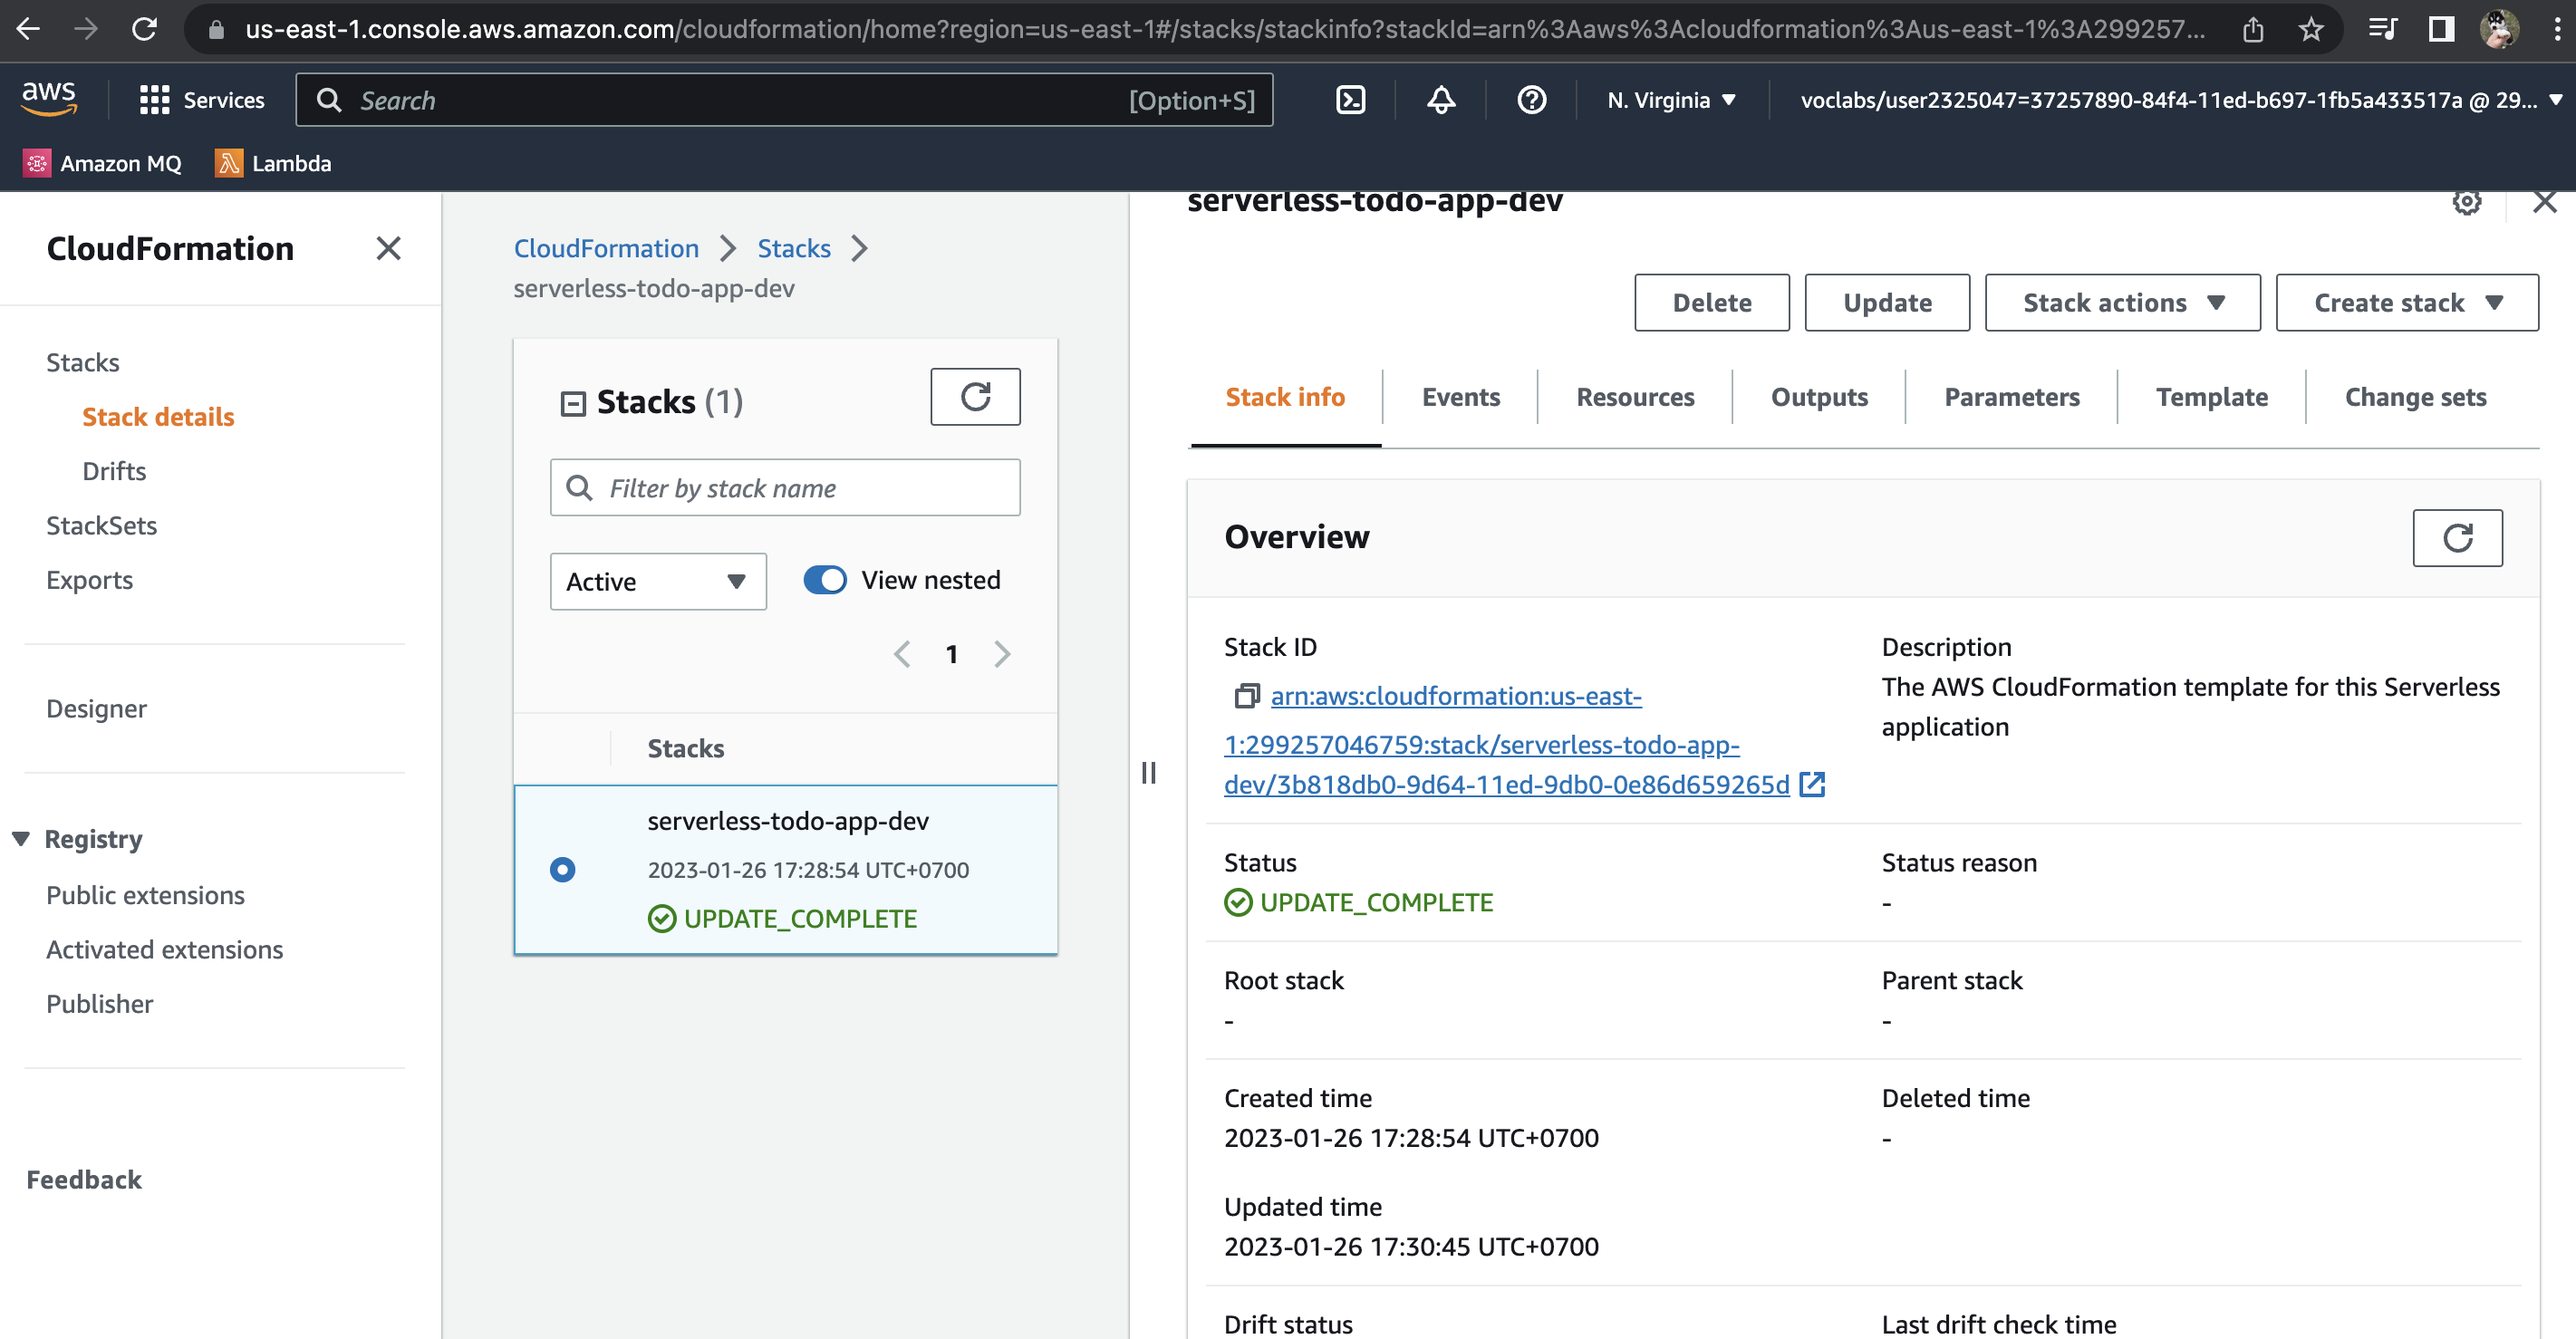 us-east-1.console.aws.amazon.com/cloudformation/home?region=us-east-1#/stacks/stackinfo?stackId=arn%3Aaws%3Acloudformation%3Aus-east-1%3A299257...
aws
Services
Search
[Option+S]
N. Virginia
voclabs/user2325047=37257890-84f4-11ed-b697-1fb5a433517a @ 29...
Amazon MQ
Lambda
CloudFormation
Stacks
Stack details
Drifts
StackSets
Exports
Designer
Registry
Public extensions
Activated extensions
Publisher
Feedback
CloudFormation
Stacks
serverless-todo-app-dev
Stacks (1)
Filter by stack name
Active
View nested
1
Stacks
serverless-todo-app-dev
2023-01-26 17:28:54 UTC+0700
UPDATE_COMPLETE
serverless-todo-app-dev
Delete
Update
Stack actions
Create stack
Stack info
Events
Resources
Outputs
Parameters
Template
Change sets
Overview
Stack ID
arn:aws:cloudformation:us-east-
1:299257046759:stack/serverless-todo-app-
dev/3b818db0-9d64-11ed-9db0-0e86d659265d
Description
The AWS CloudFormation template for this Serverless
application
Status
UPDATE_COMPLETE
Status reason
-
Root stack
-
Parent stack
-
Created time
2023-01-26 17:28:54 UTC+0700
Deleted time
-
Updated time
2023-01-26 17:30:45 UTC+0700
Drift status
Last drift check time